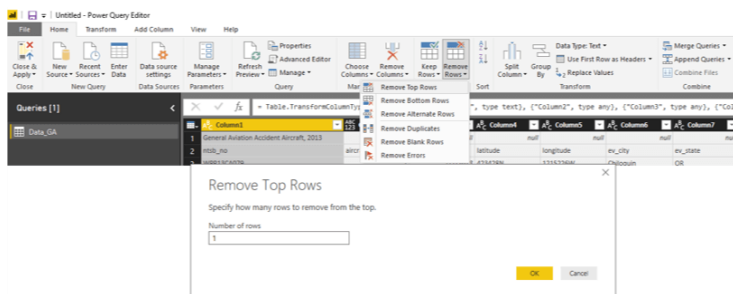 Untitled - Power Query Editor
File Home Transform Add Column View Help
Close & Apply
New Source
Recent Sources
Enter Data
Data source settings
Manage Parameters
Refresh Preview
Properties
Advanced Editor
Manage
Choose Columns
Remove Columns
Keep Rows
Remove Rows
Split Column
Group By
Data Type: Text
Use First Row as Headers
Replace Values
Merge Queries
Append Queries
Combine Files
Close New Query Data Sources Parameters Query Sort Transform Combine
Remove Top Rows
Remove Bottom Rows
Remove Alternate Rows
Remove Duplicates
Remove Blank Rows
Remove Errors
Queries [1]
fx = Table.TransformColumnTyp
", type text}, {"Column2", type any}, {"Column3", type any}, {"Col
Data_GA
Column1 Column4 Column5 Column6 Column7
1 General Aviation Accident Aircraft, 2013 null null null
2 ntsb_no aircr latitude longitude ev_city ev_state
Chiloquin OR
Remove Top Rows
Specify how many rows to remove from the top.
Number of rows
1
OK Cancel